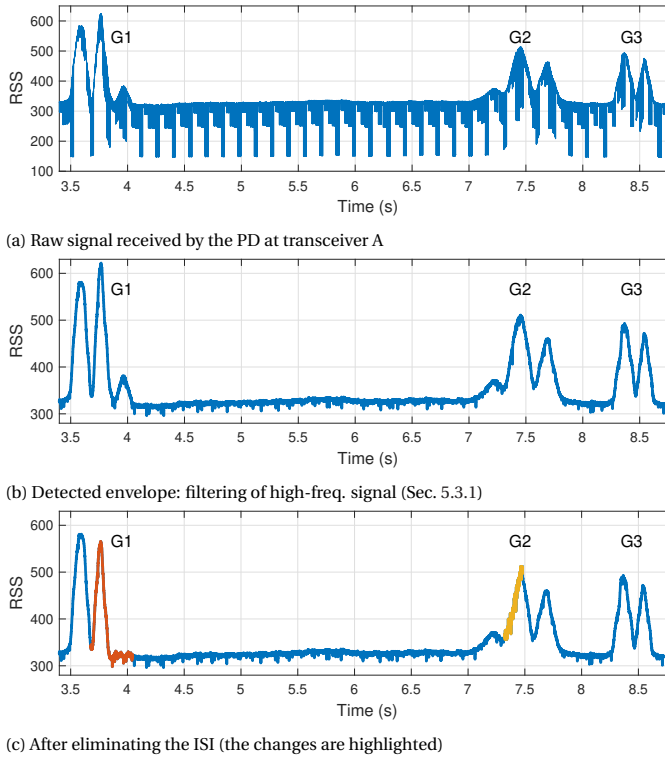 600
500
400
300
200
100
RSS
G1
G2
G3
3.5 4 4.5 5 5.5 6 6.5 7 7.5 8 8.5
Time (s)
(a) Raw signal received by the PD at transceiver A
600
500
400
300
RSS
G1
G2
G3
3.5 4 4.5 5 5.5 6 6.5 7 7.5 8 8.5
Time (s)
(b) Detected envelope: filtering of high-freq. signal (Sec. 5.3.1)
600
500
400
300
RSS
G1
G2
G3
3.5 4 4.5 5 5.5 6 6.5 7 7.5 8 8.5
Time (s)
(c) After eliminating the ISI (the changes are highlighted)